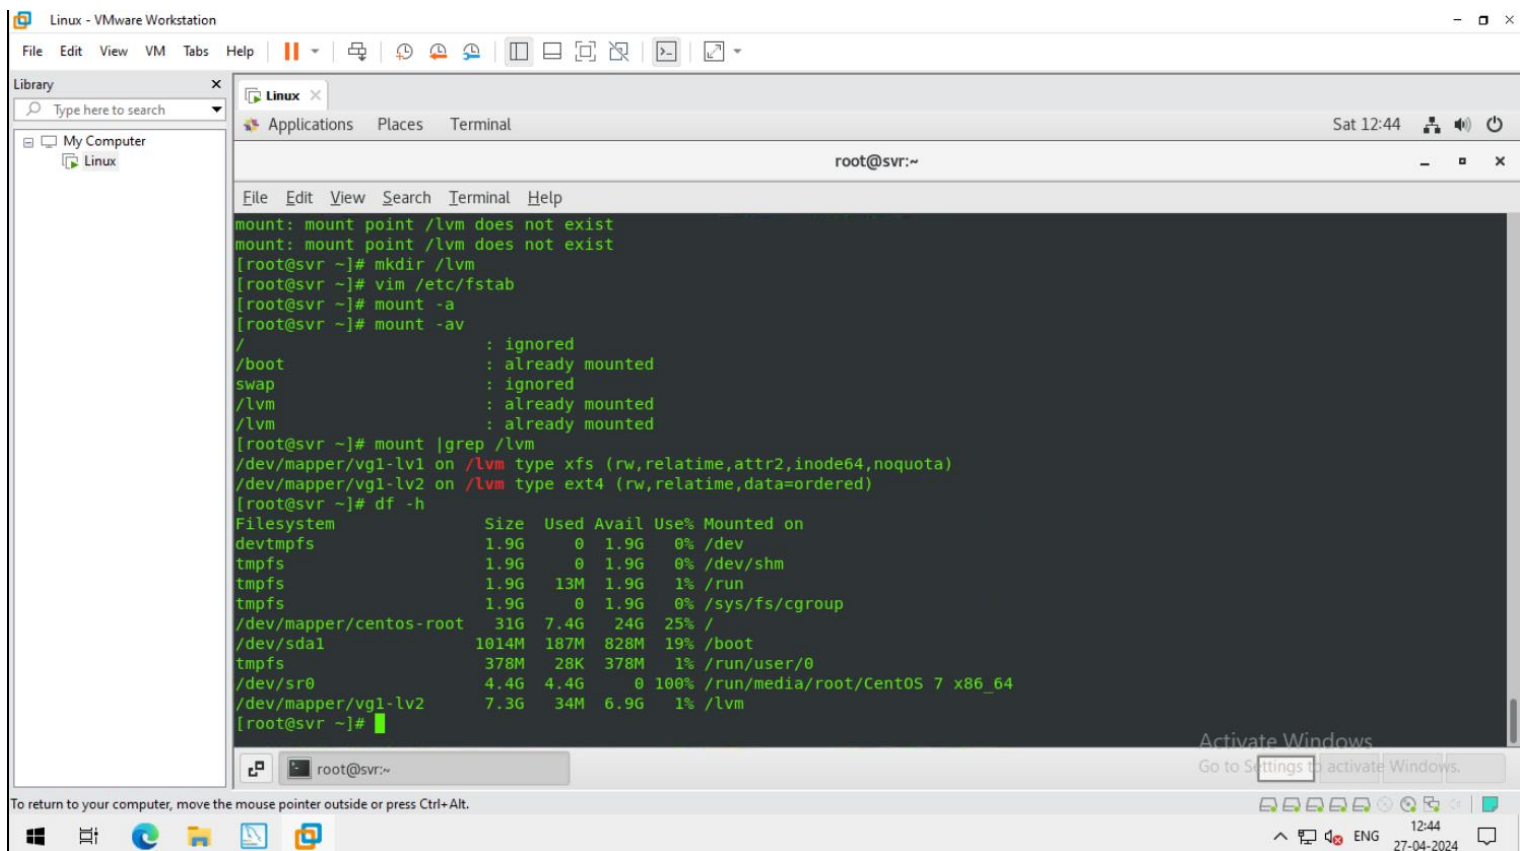 Linux - VMware Workstation
File Edit View VM Tabs Help
Library
Type here to search
My Computer
Linux
Linux
Applications Places Terminal
Sat 12:44
root@svr:~
File Edit View Search Terminal Help
mount: mount point /lvm does not exist
mount: mount point /lvm does not exist
[root@svr ~]# mkdir /lvm
[root@svr ~]# vim /etc/fstab
[root@svr ~]# mount -a
[root@svr ~]# mount -av
/ : ignored
/boot : already mounted
swap : ignored
/lvm : already mounted
/lvm : already mounted
[root@svr ~]# mount |grep /lvm
/dev/mapper/vg1-lv1 on /lvm type xfs (rw,relatime,attr2,inode64,noquota)
/dev/mapper/vg1-lv2 on /lvm type ext4 (rw,relatime,data=ordered)
[root@svr ~]# df -h
Filesystem Size Used Avail Use% Mounted on
devtmpfs 1.9G 0 1.9G 0% /dev
tmpfs 1.9G 0 1.9G 0% /dev/shm
tmpfs 1.9G 13M 1.9G 1% /run
tmpfs 1.9G 0 1.9G 0% /sys/fs/cgroup
/dev/mapper/centos-root 31G 7.4G 24G 25% /
/dev/sda1 1014M 187M 828M 19% /boot
tmpfs 378M 28K 378M 1% /run/user/0
/dev/sr0 4.4G 4.4G 0 100% /run/media/root/CentOS 7 x86_64
/dev/mapper/vg1-lv2 7.3G 34M 6.9G 1% /lvm
[root@svr ~]#
Activate Windows
Go to Settings to activate Windows.
root@svr:~
To return to your computer, move the mouse pointer outside or press Ctrl+Alt.
ENG
12:44
27-04-2024